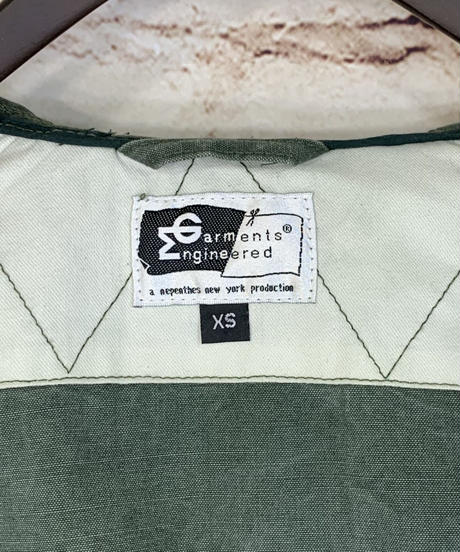 Garments®
Engineered
a nepenthes new york production
XS